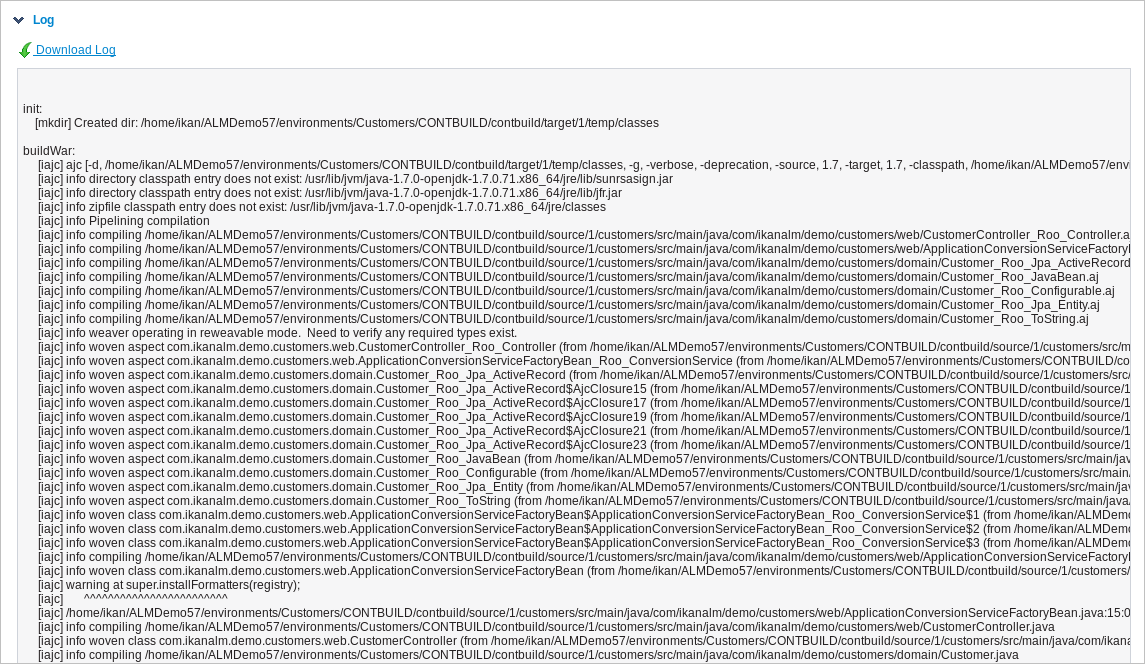 Log
Download Log
init:
[mkdir] Created dir: /home/ikan/ALMDemo57/environments/Customers/CONTBUILD/contbuild/target/1/temp/classes
buildWar:
[iajc] ajc [-d, /home/ikan/ALMDemo57/environments/Customers/CONTBUILD/contbuild/target/1/temp/classes, -g, -verbose, -deprecation, -source, 1.7, -target, 1.7, -classpath, /home/ikan/ALMDemo57/env
[iajc] info directory classpath entry does not exist: /usr/lib/jvm/java-1.7.0-openjdk-1.7.0.71.x86_64/jre/lib/sunrsasign.jar
[iajc] info directory classpath entry does not exist: /usr/lib/jvm/java-1.7.0-openjdk-1.7.0.71.x86_64/jre/lib/jfr.jar
[iajc] info zipfile classpath entry does not exist: /usr/lib/jvm/java-1.7.0-openjdk-1.7.0.71.x86_64/jre/classes
[iajc] info Pipelining compilation
[iajc] info compiling /home/ikan/ALMDemo57/environments/Customers/CONTBUILD/contbuild/source/1/customers/src/main/java/com/ikanalm/demo/customers/web/CustomerController_Roo_Controller.a
[iajc] info compiling /home/ikan/ALMDemo57/environments/Customers/CONTBUILD/contbuild/source/1/customers/src/main/java/com/ikanalm/demo/customers/web/ApplicationConversionServiceFactory
[iajc] info compiling /home/ikan/ALMDemo57/environments/Customers/CONTBUILD/contbuild/source/1/customers/src/main/java/com/ikanalm/demo/customers/domain/Customer_Roo_Jpa_ActiveRecord
[iajc] info compiling /home/ikan/ALMDemo57/environments/Customers/CONTBUILD/contbuild/source/1/customers/src/main/java/com/ikanalm/demo/customers/domain/Customer_Roo_JavaBean.aj
[iajc] info compiling /home/ikan/ALMDemo57/environments/Customers/CONTBUILD/contbuild/source/1/customers/src/main/java/com/ikanalm/demo/customers/domain/Customer_Roo_Configurable.aj
[iajc] info compiling /home/ikan/ALMDemo57/environments/Customers/CONTBUILD/contbuild/source/1/customers/src/main/java/com/ikanalm/demo/customers/domain/Customer_Roo_Jpa_Entity.aj
[iajc] info compiling /home/ikan/ALMDemo57/environments/Customers/CONTBUILD/contbuild/source/1/customers/src/main/java/com/ikanalm/demo/customers/domain/Customer_Roo_ToString.aj
[iajc] info weaver operating in reweavable mode.  Need to verify any required types exist.
[iajc] info woven aspect com.ikanalm.demo.customers.web.CustomerController_Roo_Controller (from /home/ikan/ALMDemo57/environments/Customers/CONTBUILD/contbuild/source/1/customers/src/m
[iajc] info woven aspect com.ikanalm.demo.customers.web.ApplicationConversionServiceFactoryBean_Roo_ConversionService (from /home/ikan/ALMDemo57/environments/Customers/CONTBUILD/co
[iajc] info woven aspect com.ikanalm.demo.customers.domain.Customer_Roo_Jpa_ActiveRecord (from /home/ikan/ALMDemo57/environments/Customers/CONTBUILD/contbuild/source/1/customers/src/
[iajc] info woven aspect com.ikanalm.demo.customers.domain.Customer_Roo_Jpa_ActiveRecord$AjcClosure15 (from /home/ikan/ALMDemo57/environments/Customers/CONTBUILD/contbuild/source/1
[iajc] info woven aspect com.ikanalm.demo.customers.domain.Customer_Roo_Jpa_ActiveRecord$AjcClosure17 (from /home/ikan/ALMDemo57/environments/Customers/CONTBUILD/contbuild/source/1
[iajc] info woven aspect com.ikanalm.demo.customers.domain.Customer_Roo_Jpa_ActiveRecord$AjcClosure19 (from /home/ikan/ALMDemo57/environments/Customers/CONTBUILD/contbuild/source/1
[iajc] info woven aspect com.ikanalm.demo.customers.domain.Customer_Roo_Jpa_ActiveRecord$AjcClosure21 (from /home/ikan/ALMDemo57/environments/Customers/CONTBUILD/contbuild/source/1
[iajc] info woven aspect com.ikanalm.demo.customers.domain.Customer_Roo_Jpa_ActiveRecord$AjcClosure23 (from /home/ikan/ALMDemo57/environments/Customers/CONTBUILD/contbuild/source/1
[iajc] info woven aspect com.ikanalm.demo.customers.domain.Customer_Roo_JavaBean (from /home/ikan/ALMDemo57/environments/Customers/CONTBUILD/contbuild/source/1/customers/src/main/jav
[iajc] info woven aspect com.ikanalm.demo.customers.domain.Customer_Roo_Configurable (from /home/ikan/ALMDemo57/environments/Customers/CONTBUILD/contbuild/source/1/customers/src/main/
[iajc] info woven aspect com.ikanalm.demo.customers.domain.Customer_Roo_Jpa_Entity (from /home/ikan/ALMDemo57/environments/Customers/CONTBUILD/contbuild/source/1/customers/src/main/jav
[iajc] info woven aspect com.ikanalm.demo.customers.domain.Customer_Roo_ToString (from /home/ikan/ALMDemo57/environments/Customers/CONTBUILD/contbuild/source/1/customers/src/main/java/
[iajc] info woven class com.ikanalm.demo.customers.web.ApplicationConversionServiceFactoryBean$ApplicationConversionServiceFactoryBean_Roo_ConversionService$1 (from /home/ikan/ALMDem
[iajc] info woven class com.ikanalm.demo.customers.web.ApplicationConversionServiceFactoryBean$ApplicationConversionServiceFactoryBean_Roo_ConversionService$2 (from /home/ikan/ALMDem
[iajc] info woven class com.ikanalm.demo.customers.web.ApplicationConversionServiceFactoryBean$ApplicationConversionServiceFactoryBean_Roo_ConversionService$3 (from /home/ikan/ALMDem
[iajc] info compiling /home/ikan/ALMDemo57/environments/Customers/CONTBUILD/contbuild/source/1/customers/src/main/java/com/ikanalm/demo/customers/web/ApplicationConversionServiceFactory
[iajc] info woven class com.ikanalm.demo.customers.web.ApplicationConversionServiceFactoryBean (from /home/ikan/ALMDemo57/environments/Customers/CONTBUILD/contbuild/source/1/customers/
[iajc] warning at super.installFormatters(registry);
[iajc] ^^^^^^^^^^^^^^^^^^^^^^^^
[iajc] /home/ikan/ALMDemo57/environments/Customers/CONTBUILD/contbuild/source/1/customers/src/main/java/com/ikanalm/demo/customers/web/ApplicationConversionServiceFactoryBean.java:15:0
[iajc] info compiling /home/ikan/ALMDemo57/environments/Customers/CONTBUILD/contbuild/source/1/customers/src/main/java/com/ikanalm/demo/customers/web/CustomerController.java
[iajc] info woven class com.ikanalm.demo.customers.web.CustomerController (from /home/ikan/ALMDemo57/environments/Customers/CONTBUILD/contbuild/source/1/customers/src/main/java/com/ikana
[iajc] info compiling /home/ikan/ALMDemo57/environments/Customers/CONTBUILD/contbuild/source/1/customers/src/main/java/com/ikanalm/demo/customers/domain/Customer.java